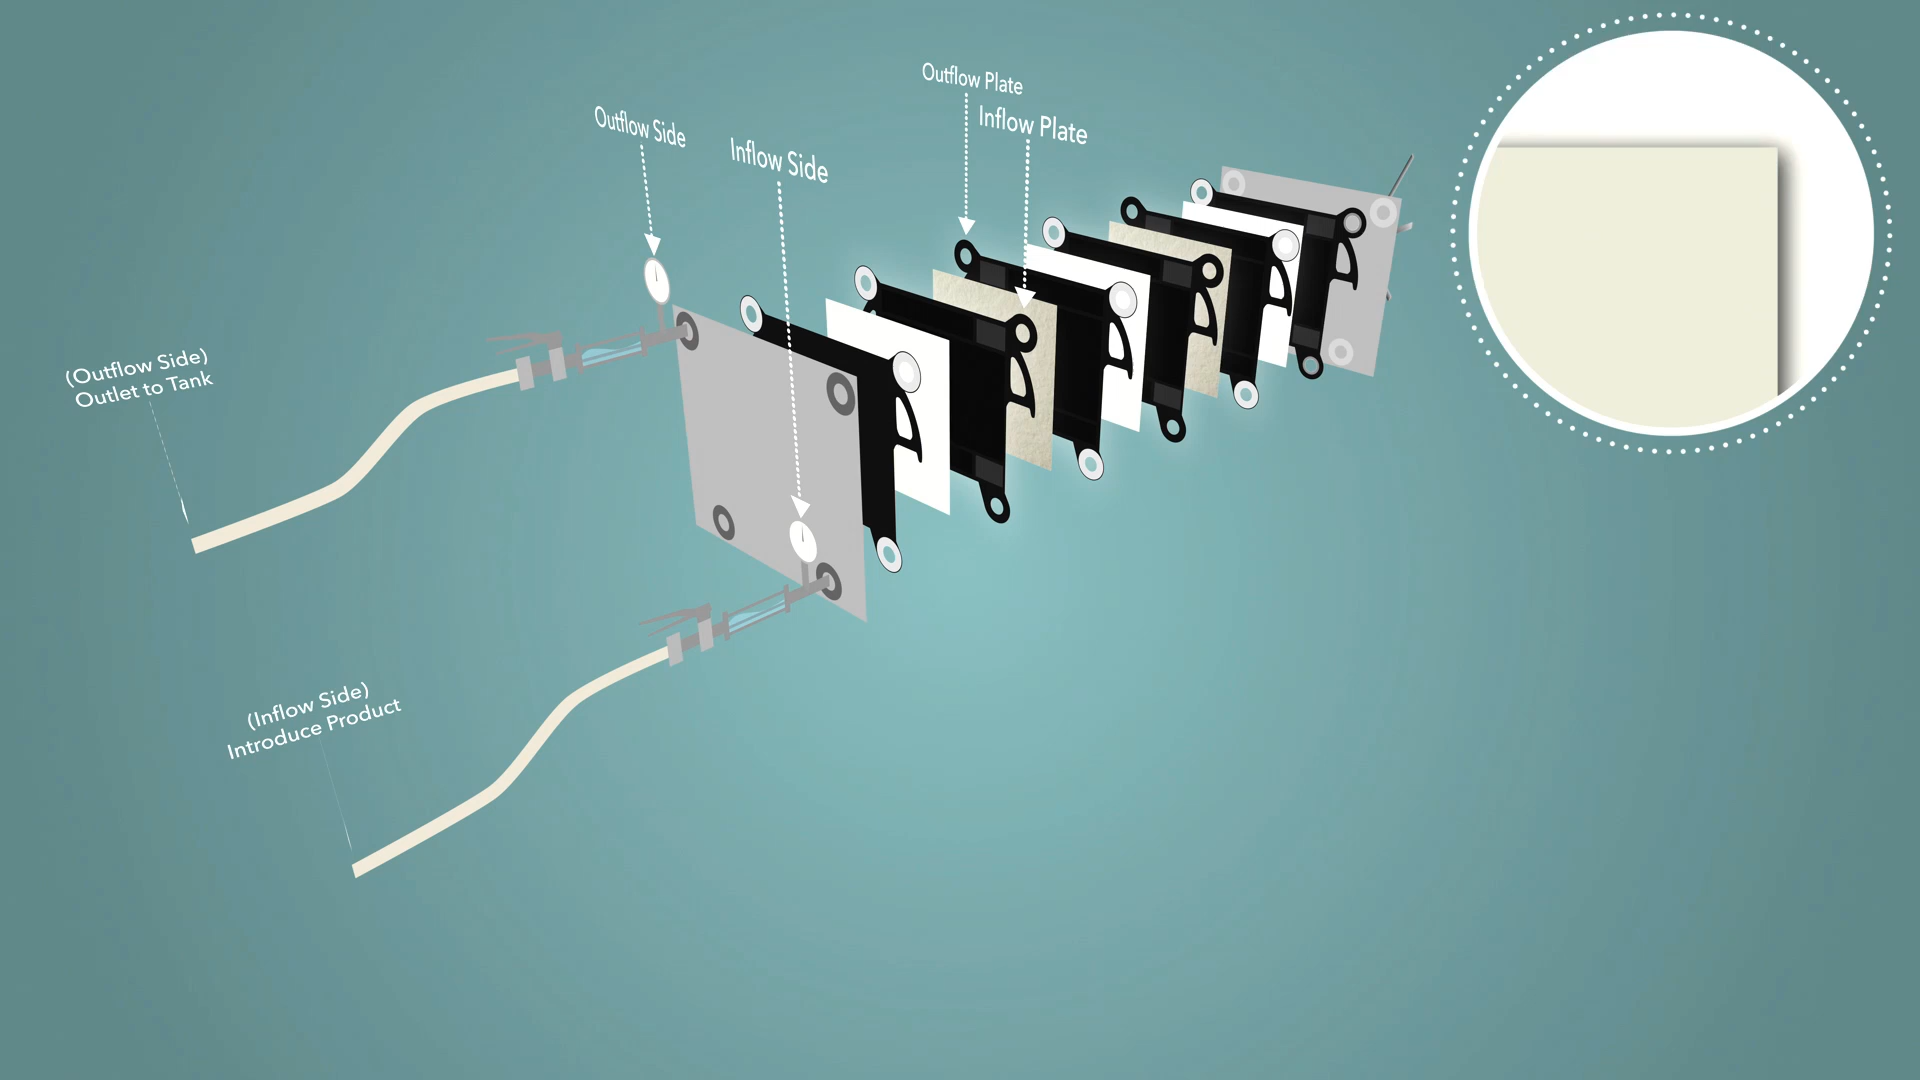 Outflow Plate
Inflow Plate
Outflow Side
Inflow Side
(Outflow Side)
Outlet to Tank
(Inflow Side)
Introduce Product